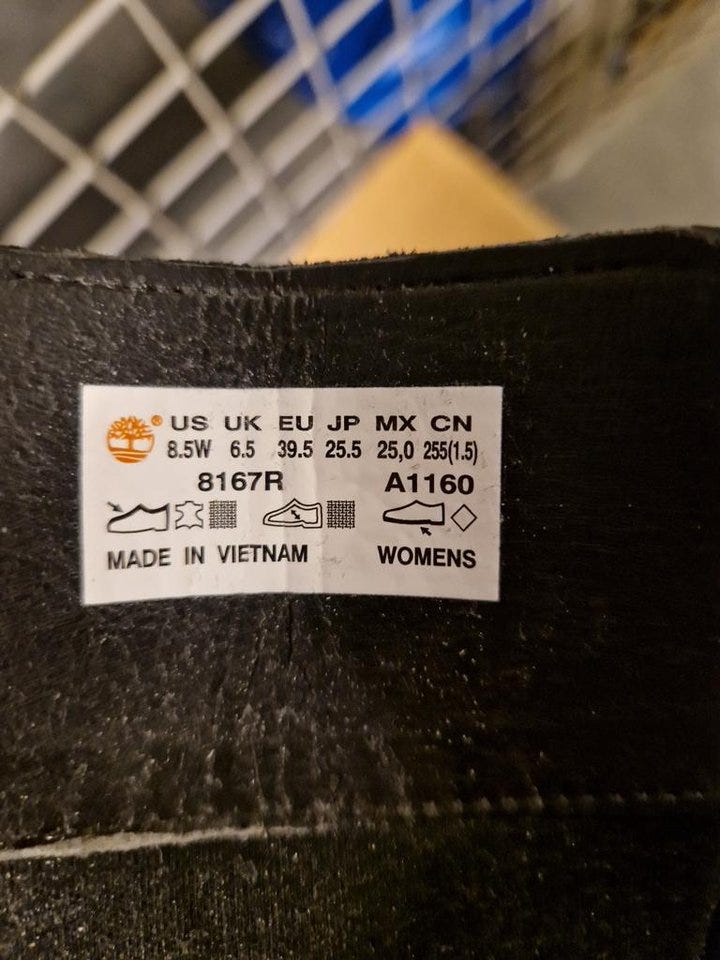 ® US UK EU JP MX CN
8.5W 6.5 39.5 25.5 25,0 255(1.5)
8167R A1160
MADE IN VIETNAM WOMENS